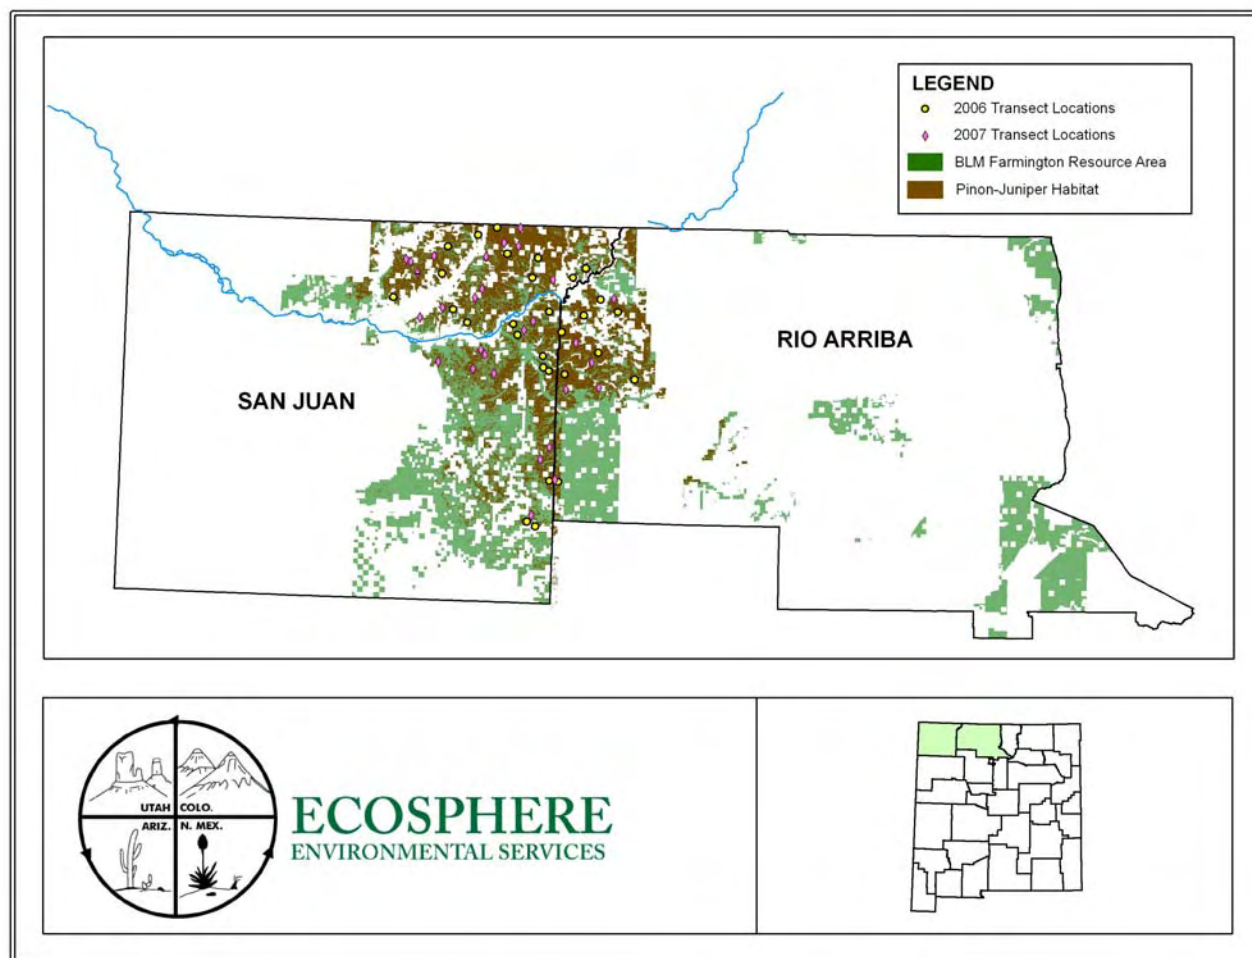 LEGEND
2006 Transect Locations
2007 Transect Locations
BLM Farmington Resource Area
Pinon-Juniper Habitat
RIO ARRIBA
SAN JUAN
UTAH COLO.
ARIZ. N. MEX.
ECOSPHERE
ENVIRONMENTAL SERVICES